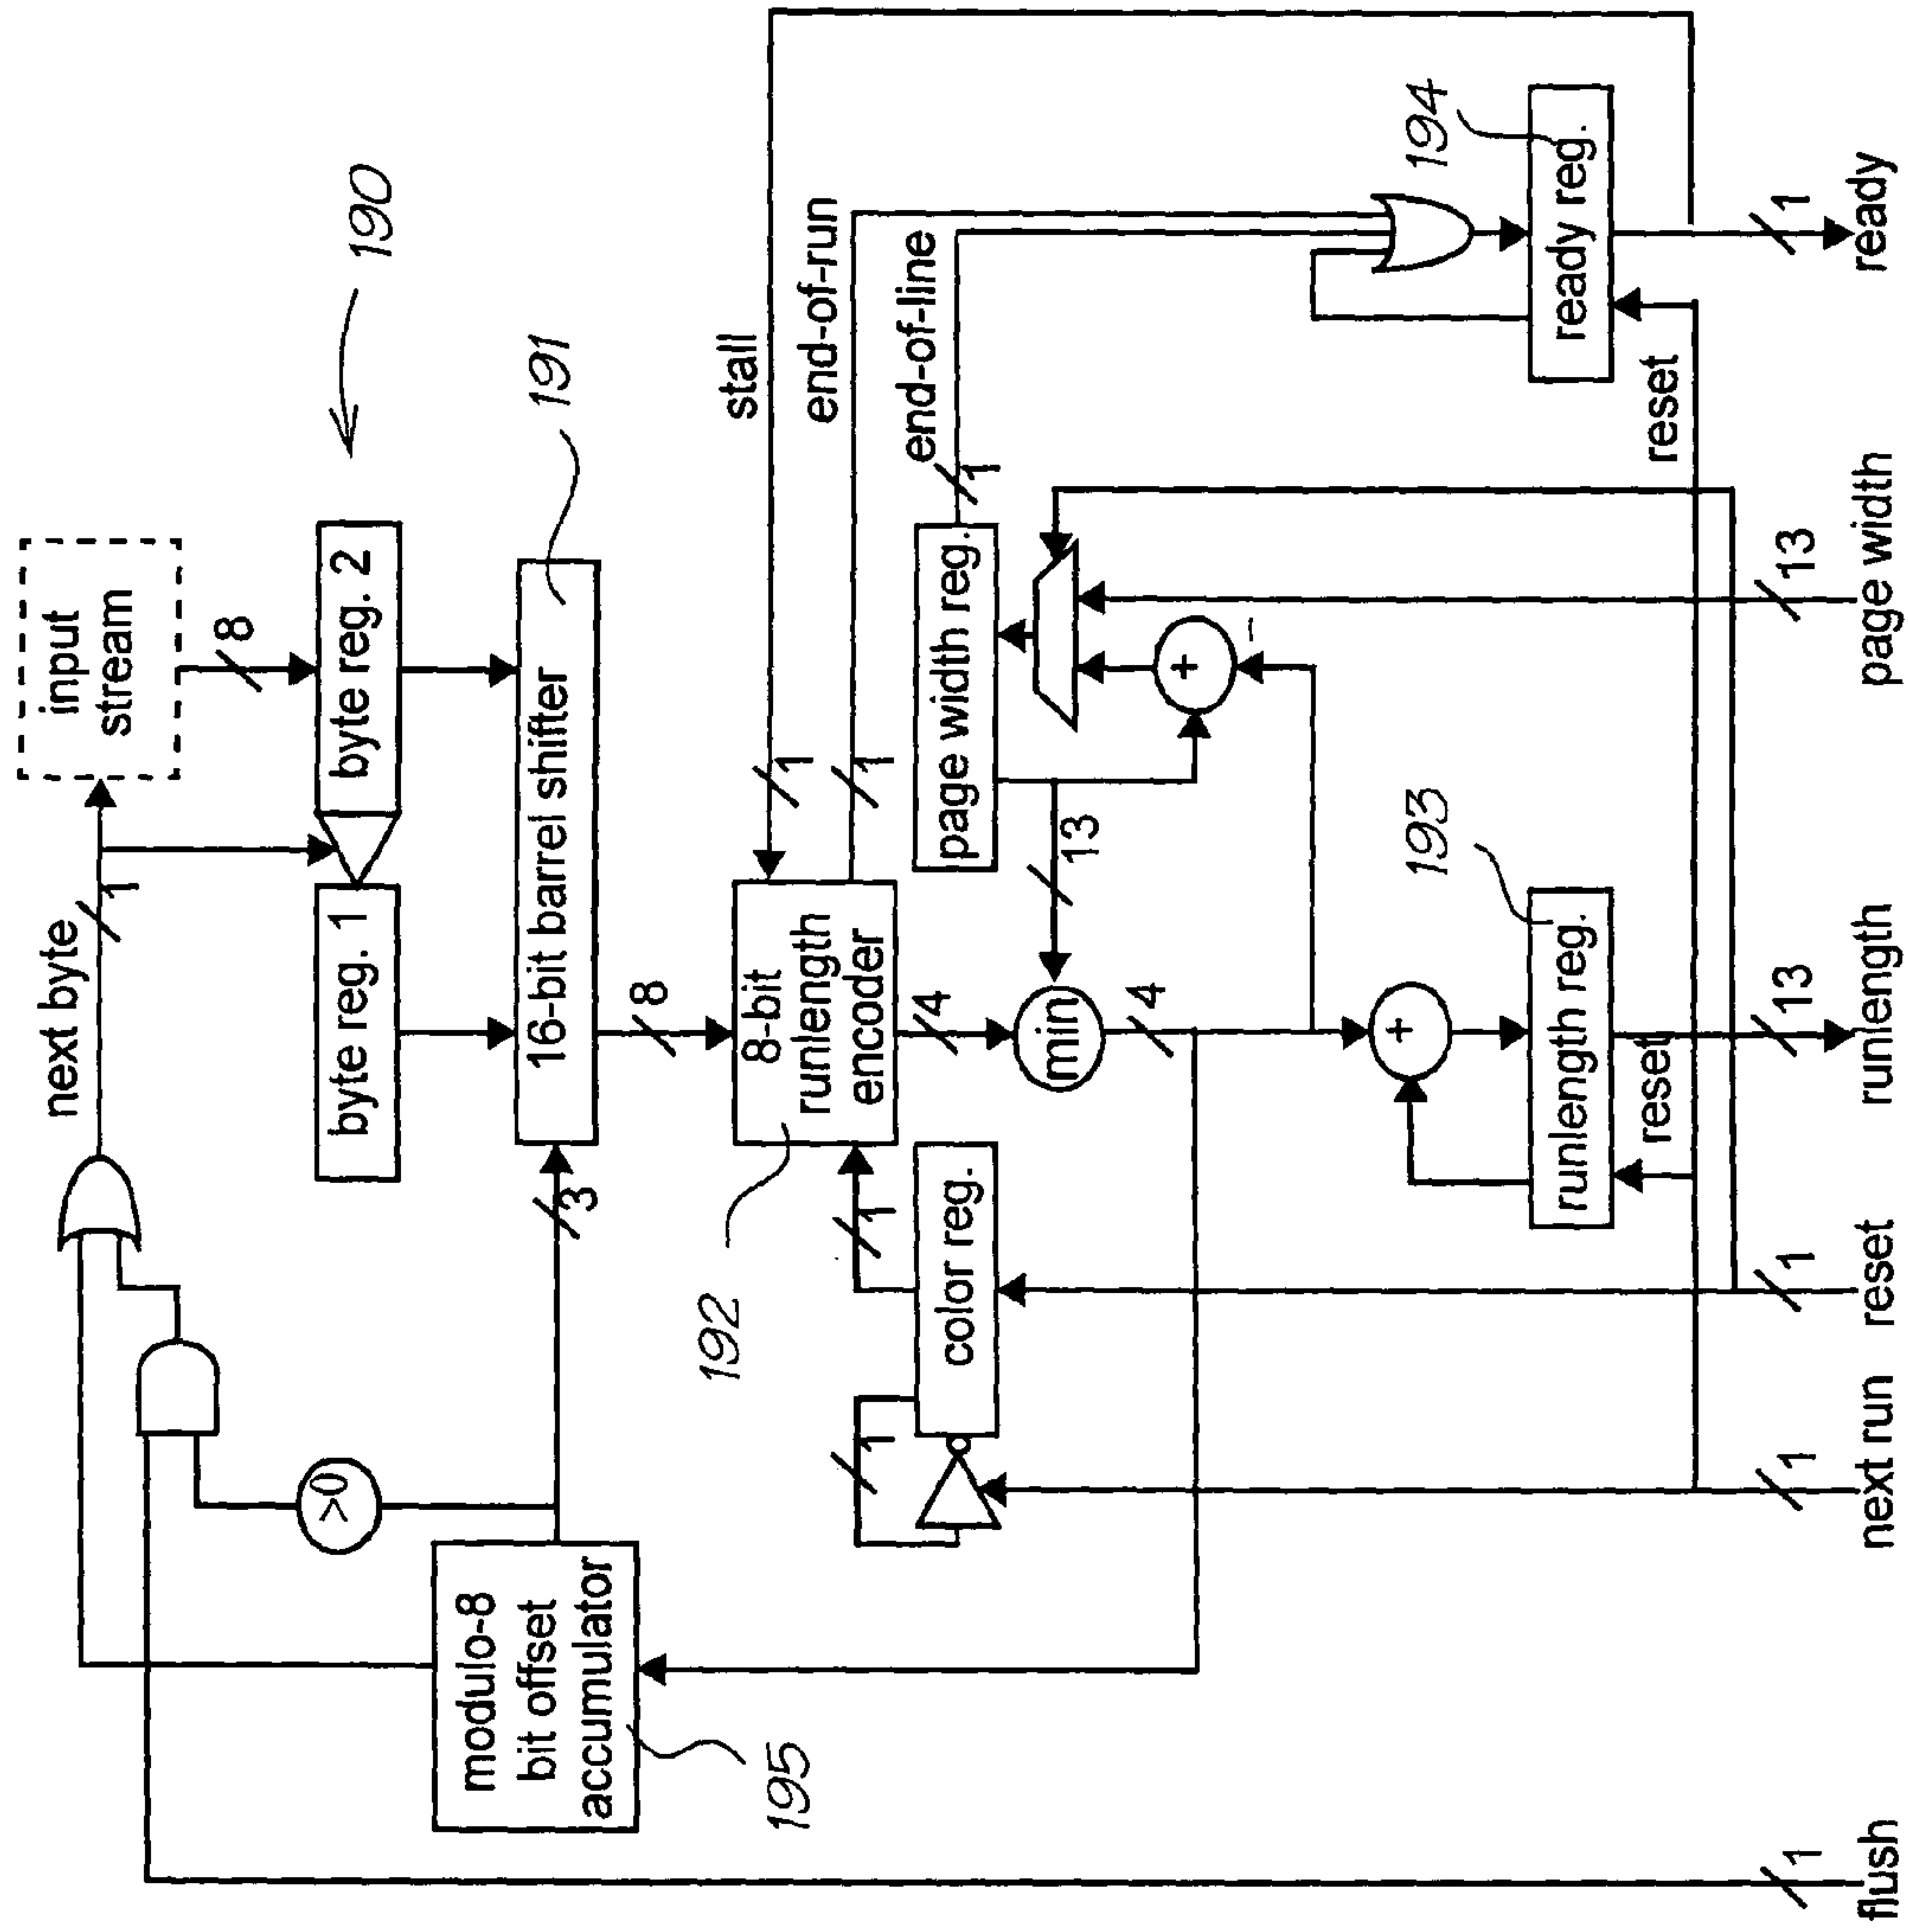 input
stream
next byte
1
8
190
byte reg. 1
byte reg. 2
191
16-bit barrel shifter
3
8
>0
modulo-8
bit offset
accumulator
195
stall
1
end-of-run
1
192
8-bit
runlength
encoder
1
4
end-of-line
1
page width reg.
13
color reg.
1
min
4
+
-
193
+
runlength reg.
194
ready reg.
reset
reset
1
flush
1
next run
1
reset
13
runlength
13
page width
1
ready